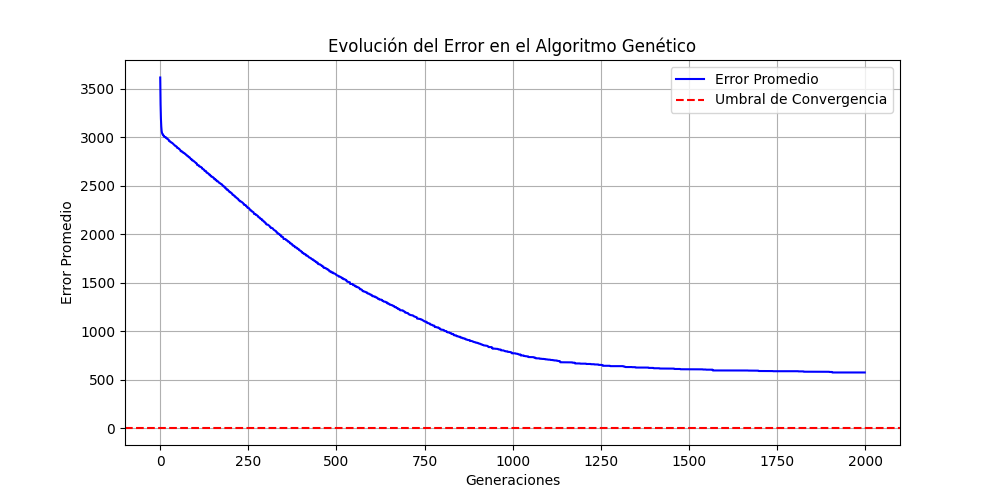 Evolución del Error en el Algoritmo Genético
Error Promedio
Umbral de Convergencia
Error Promedio
3500
3000
2500
2000
1500
1000
500
0
0 250 500 750 1000 1250 1500 1750 2000
Generaciones